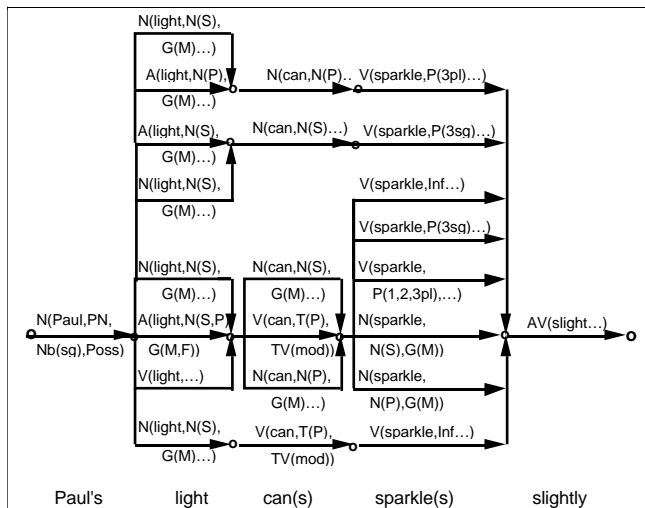 N(light,N(S),
G(M)…)
A(light,N(P),
G(M)…)
N(can,N(P)..
V(sparkle,P(3pl)…)
A(light,N(S),
G(M)…)
N(can,N(S)…)
V(sparkle,P(3sg)…)
N(light,N(S),
G(M)…)
V(sparkle,Inf…)
V(sparkle,P(3sg)…)
N(light,N(S),
G(M)…)
N(can,N(S),
G(M)…)
V(sparkle,
P(1,2,3pl),…)
N(Paul,PN,
Nb(sg),Poss)
A(light,N(S,P)
G(M,F))
V(can,T(P),
TV(mod))
N(sparkle,
N(S),G(M))
AV(slight…)
V(light,…)
N(can,N(P),
G(M)…)
N(sparkle,
N(P),G(M))
N(light,N(S),
G(M)…)
V(can,T(P),
TV(mod))
V(sparkle,Inf…)
Paul's light can(s) sparkle(s) slightly